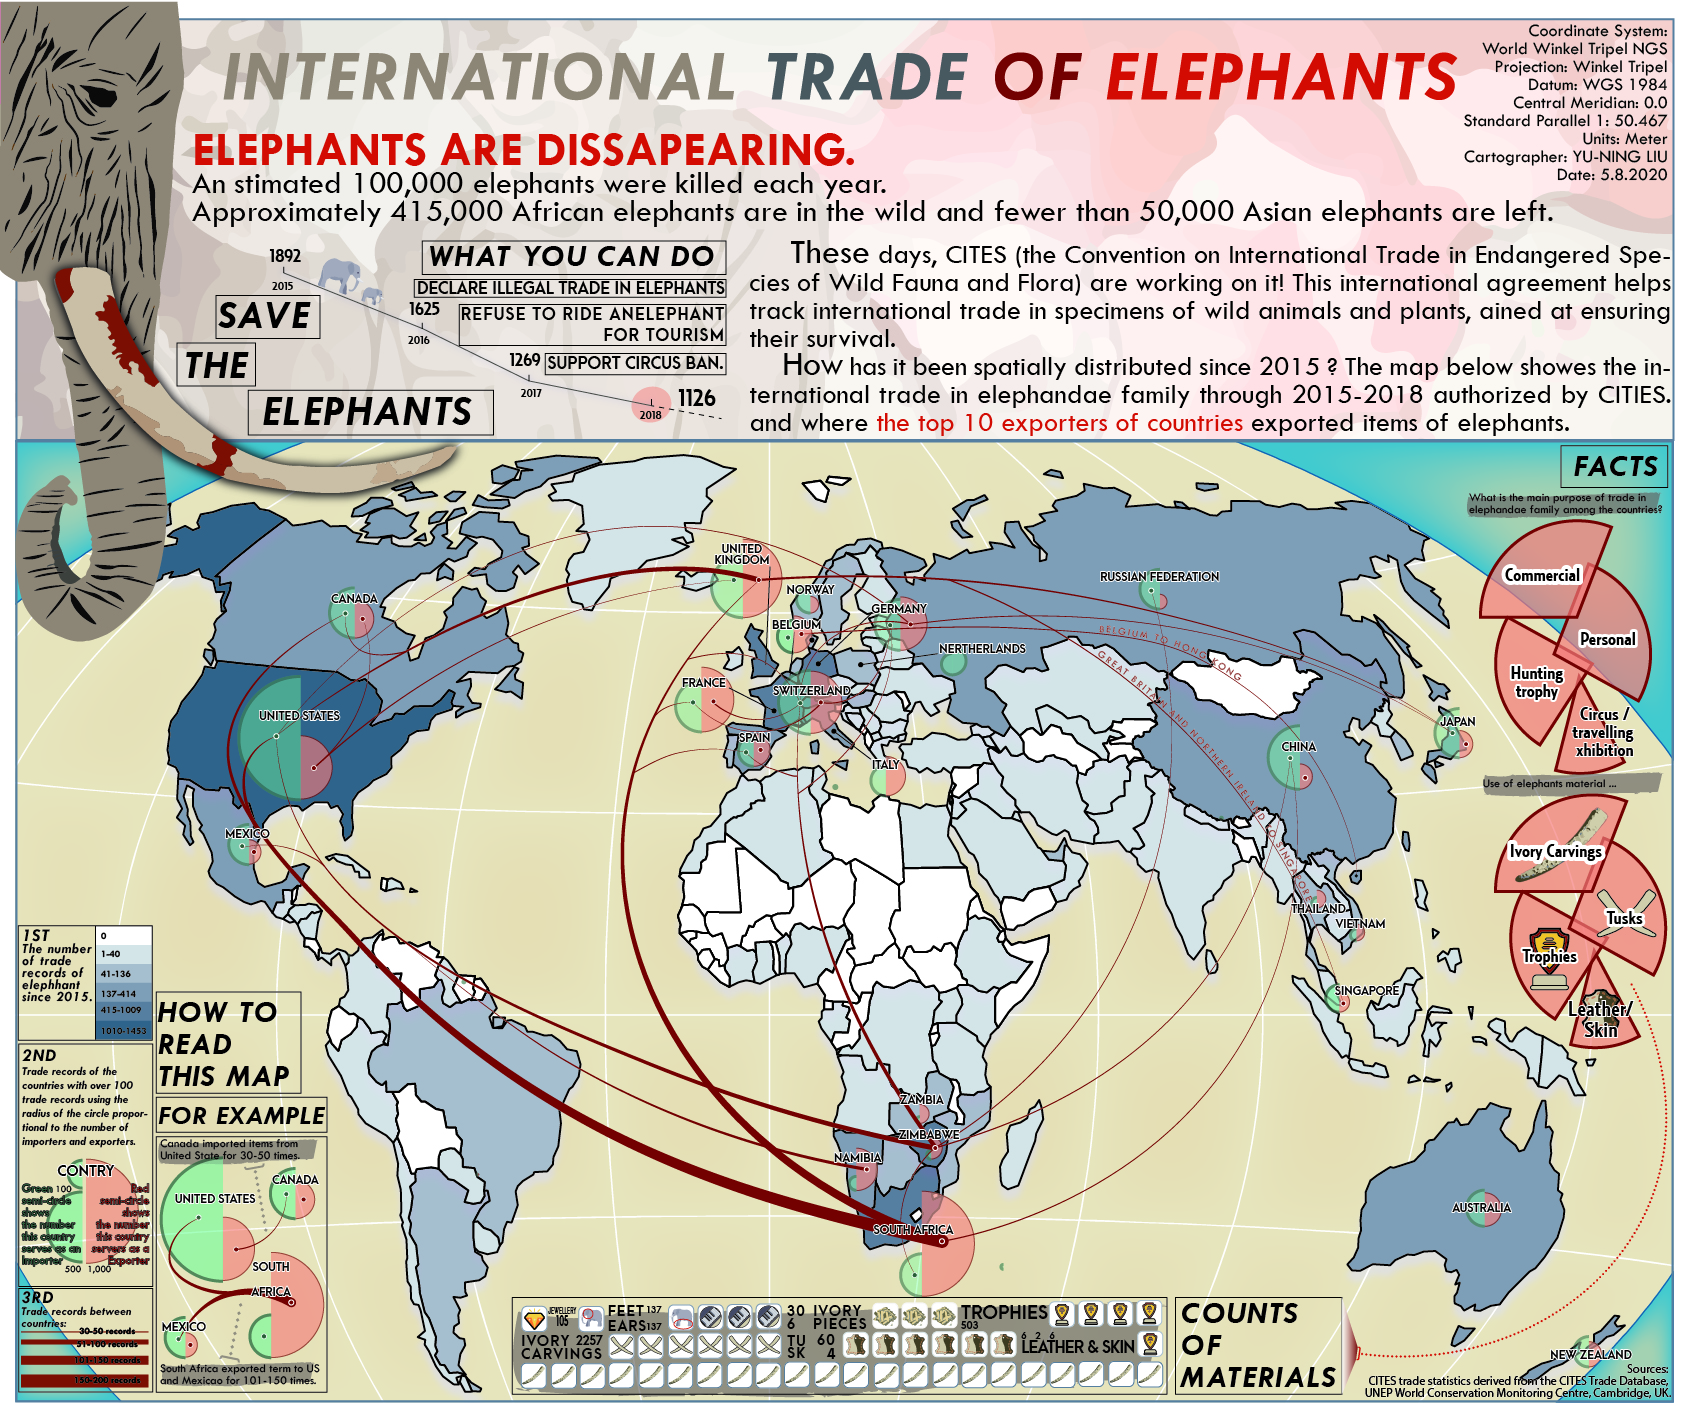 INTERNATIONAL TRADE OF ELEPHANTS
Coordinate System:
World Winkel Tripel NGS
Projection: Winkel Tripel
Datum: WGS 1984
Central Meridian: 0.0
Standard Parallel 1: 50.467
Units: Meter
Cartographer: YU-NING LIU
Date: 5.8.2020
ELEPHANTS ARE DISSAPEARING.
An stimated 100,000 elephants were killed each year.
Approximately 415,000 African elephants are in the wild and fewer than 50,000 Asian elephants are left.
1892
2015
1625
2016
1269
2017
1126
2018
SAVE
THE
ELEPHANTS
WHAT YOU CAN DO
DECLARE ILLEGAL TRADE IN ELEPHANTS
REFUSE TO RIDE ANELEPHANT
FOR TOURISM
SUPPORT CIRCUS BAN.
These days, CITES (the Convention on International Trade in Endangered Spe-
cies of Wild Fauna and Flora) are working on it! This international agreement helps
track international trade in specimens of wild animals and plants, aimed at ensuring
their survival.
How has it been spatially distributed since 2015 ? The map below showes the in-
ternational trade in elephandae family through 2015-2018 authorized by CITIES.
and where the top 10 exporters of countries exported items of elephants.
FACTS
What is the main purpose of trade in
elephandae family among the countries?
Commercial
Personal
Hunting
trophy
Circus /
travelling
xhibition
Use of elephants material ...
Ivory Carvings
Tusks
Trophies
Leather/
Skin
UNITED
KINGDOM
NORWAY
RUSSIAN FEDERATION
CANADA
GERMANY
BELGIUM
NERTHERLANDS
BELGIUM TO HONG KONG
GREAT BRITAIN AND NORTHERN IRELAND TO SINGAPORE
FRANCE
SWITZERLAND
UNITED STATES
SPAIN
ITALY
CHINA
JAPAN
MEXICO
THAILAND
VIETNAM
SINGAPORE
ZAMBIA
ZIMBABWE
NAMIBIA
SOUTH AFRICA
AUSTRALIA
NEW ZEALAND
1ST
The number
of trade
records of
elephhant
since 2015.
0
1-40
41-136
137-414
415-1009
1010-1453
2ND
Trade records of the
countries with over 100
trade records using the
radius of the circle propor-
tional to the number of
importers and exporters.
CONTRY
Green 100
semi-circle
shows
the number
this country
serves as an
Importer
Red
semi-circle
shows
the number
this country
servers as a
Exporter
500 1,000
3RD
Trade records between
countries:
30-50 records
51-100 records
101-150 records
150-200 records
HOW TO
READ
THIS MAP
FOR EXAMPLE
Canada imported items from
United State for 30-50 times.
CANADA
UNITED STATES
SOUTH
AFRICA
MEXICO
South Africa exported term to US
and Mexicao for 101-150 times.
JEWELLERY
105
FEET 137
EARS 137
30
6
IVORY
PIECES
TROPHIES
503
IVORY 2257
CARVINGS
TU
SK
60
4
6 2 6
LEATHER & SKIN
COUNTS
OF
MATERIALS
Sources:
CITES trade statistics derived from the CITES Trade Database,
UNEP World Conservation Monitoring Centre, Cambridge, UK.